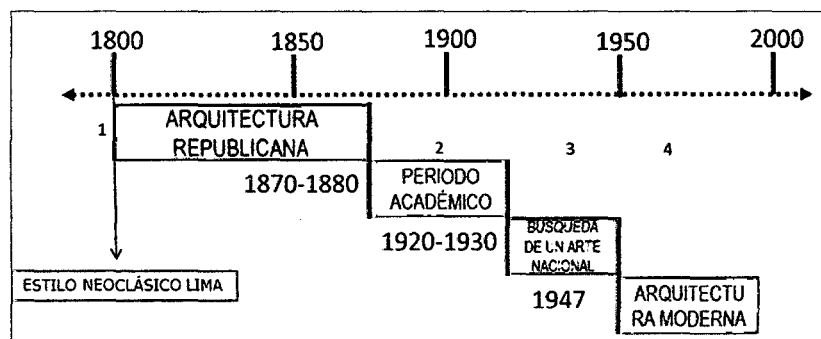 1800 1850 1900 1950 2000
1
ARQUITECTURA
REPUBLICANA
2
3
4
1870-1880
PERIODO
ACADÉMICO
1920-1930
BÚSQUEDA
DE UN ARTE
NACIONAL
1947
ESTILO NEOCLÁSICO LIMA
ARQUITECTU
RA MODERNA